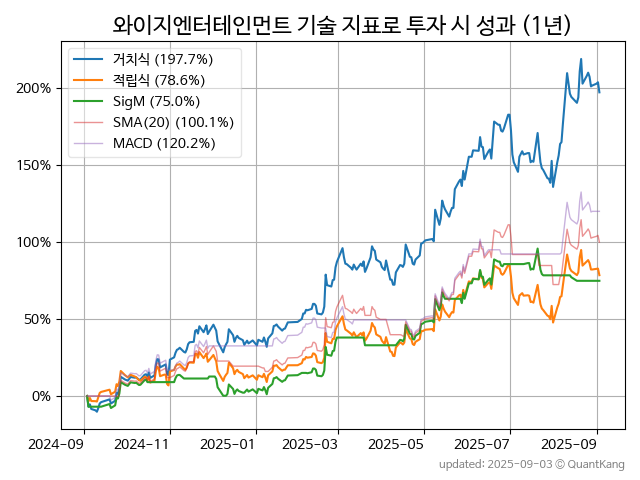 와이지엔터테인먼트 기술 지표로 투자 시 성과 (1년)
거치식 (197.7%)
적립식 (78.6%)
SigM (75.0%)
SMA(20) (100.1%)
MACD (120.2%)
200%
150%
100%
50%
0%
2024-09 2024-11 2025-01 2025-03 2025-05 2025-07 2025-09
updated: 2025-09-03 © QuantKang